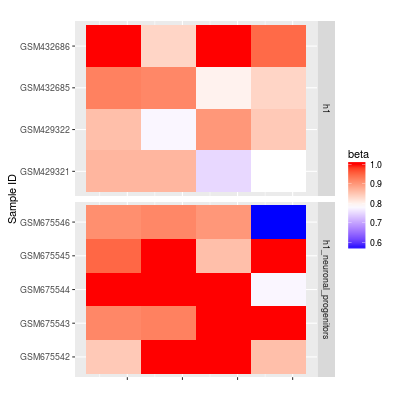 Sample ID
GSM432686
GSM432685
GSM429322
GSM429321
h1
GSM675546
GSM675545
GSM675544
GSM675543
GSM675542
h1_neuronal_progenitors
beta
1.0
0.9
0.8
0.7
0.6